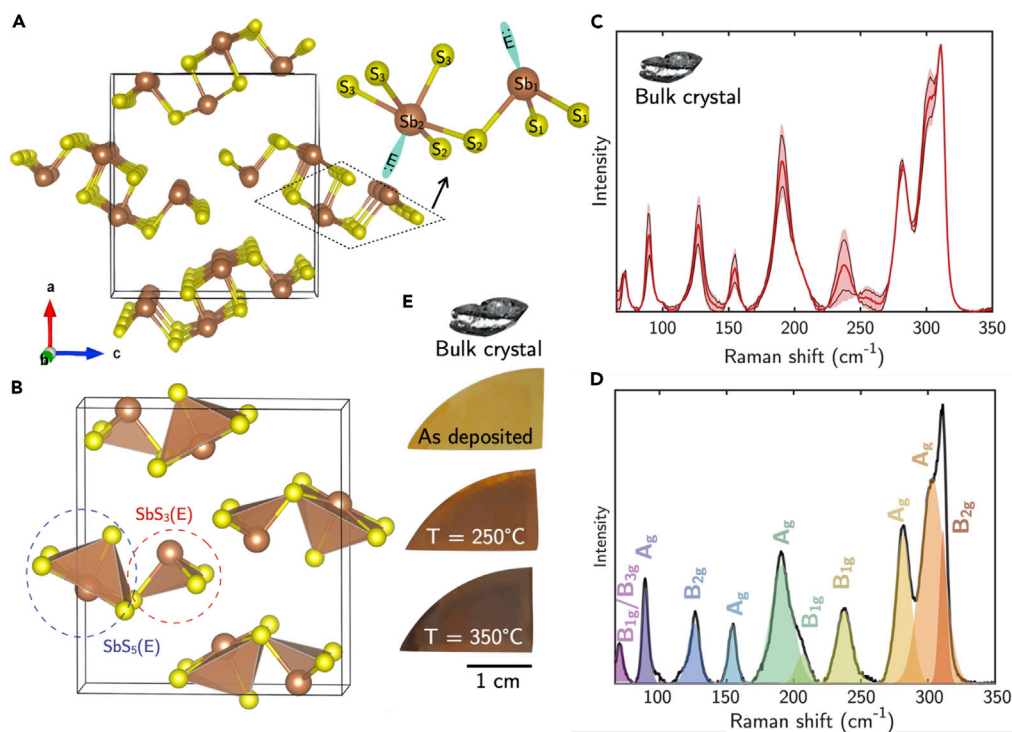 A
E
Sb₁
S₃
S₃
S₃
Sb₂
S₂
S₂
S₁
S₁
E
a
b
c
B
SbS₃(E)
SbS₅(E)
E
Bulk crystal
As deposited
T = 250°C
T = 350°C
1 cm
C
Bulk crystal
Intensity
100 150 200 250 300 350
Raman shift (cm⁻¹)
D
Intensity
B₁g/B₃g
Ag
B₂g
Ag
Ag
B₁g
B₁g
Ag
Ag
B₂g
100 150 200 250 300 350
Raman shift (cm⁻¹)